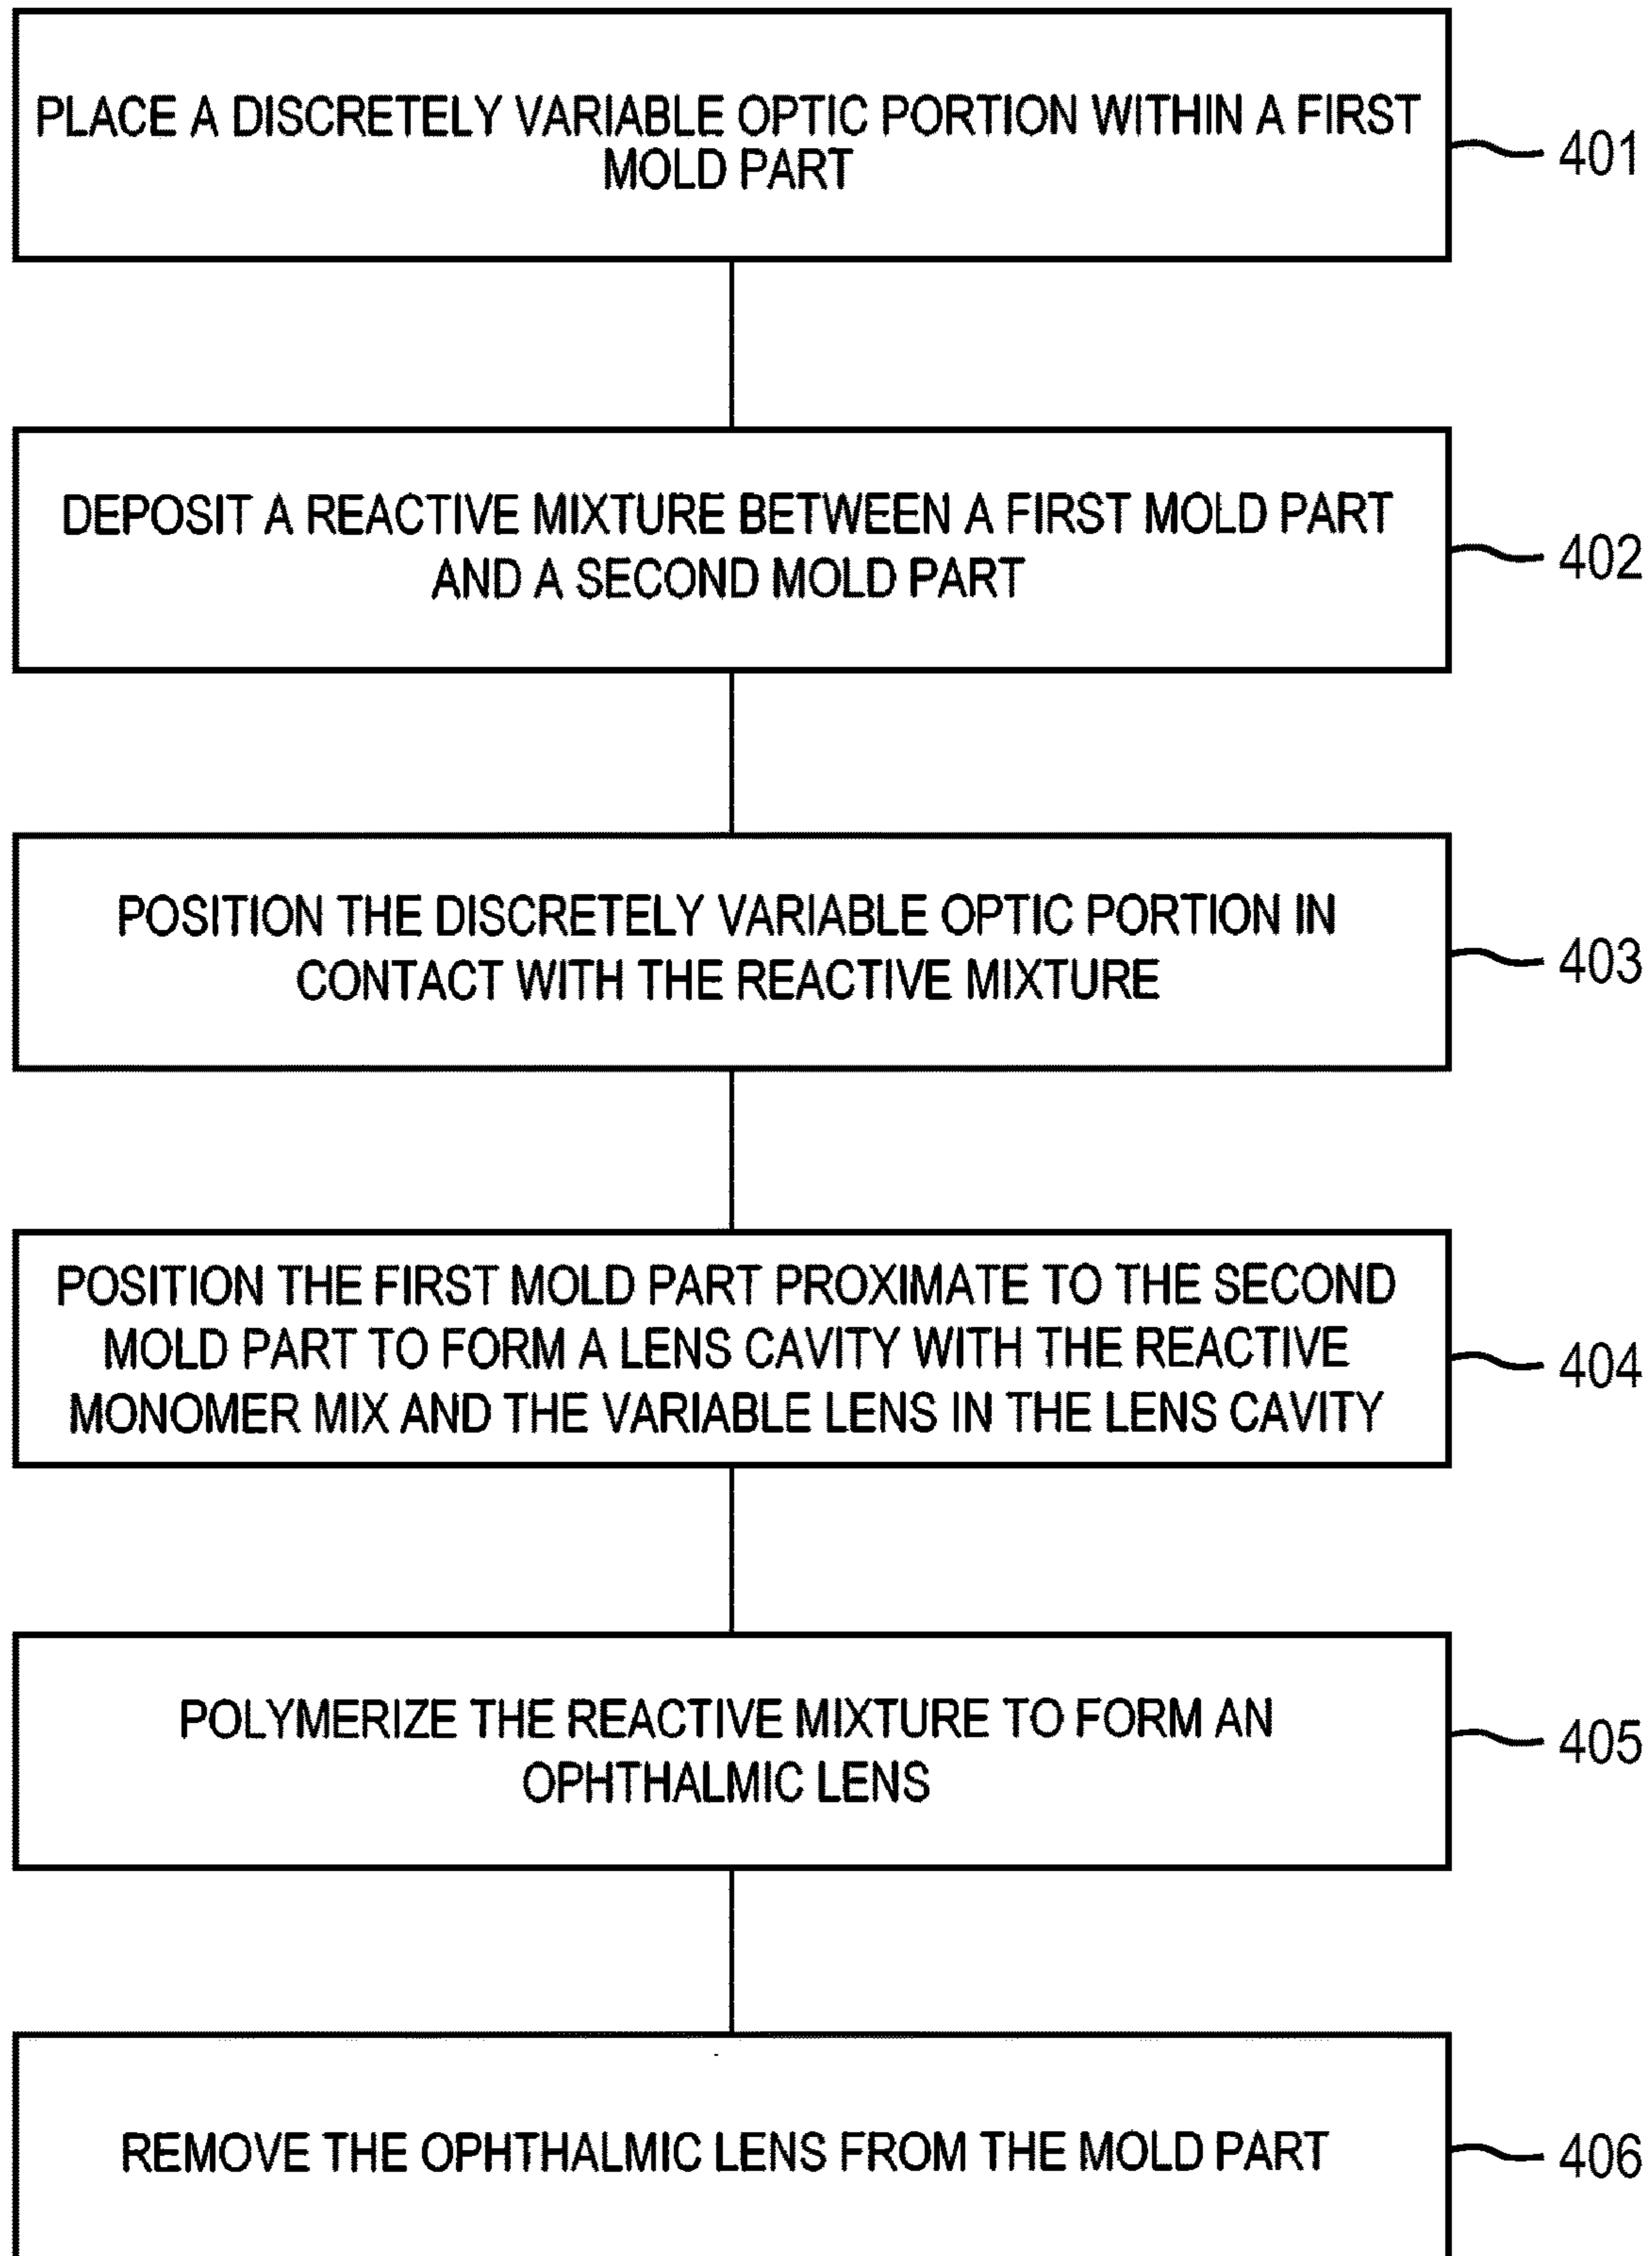 PLACE A DISCRETELY VARIABLE OPTIC PORTION WITHIN A FIRST
MOLD PART
401
DEPOSIT A REACTIVE MIXTURE BETWEEN A FIRST MOLD PART
AND A SECOND MOLD PART
402
POSITION THE DISCRETELY VARIABLE OPTIC PORTION IN
CONTACT WITH THE REACTIVE MIXTURE
403
POSITION THE FIRST MOLD PART PROXIMATE TO THE SECOND
MOLD PART TO FORM A LENS CAVITY WITH THE REACTIVE
MONOMER MIX AND THE VARIABLE LENS IN THE LENS CAVITY
404
POLYMERIZE THE REACTIVE MIXTURE TO FORM AN
OPHTHALMIC LENS
405
REMOVE THE OPHTHALMIC LENS FROM THE MOLD PART
406